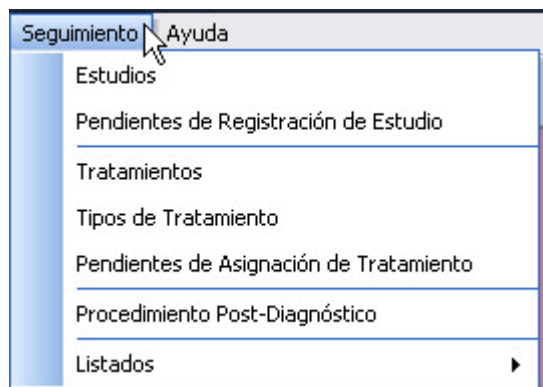 Seguimiento Ayuda
Estudios
Pendientes de Registración de Estudio
Tratamientos
Tipos de Tratamiento
Pendientes de Asignación de Tratamiento
Procedimiento Post-Diagnóstico
Listados